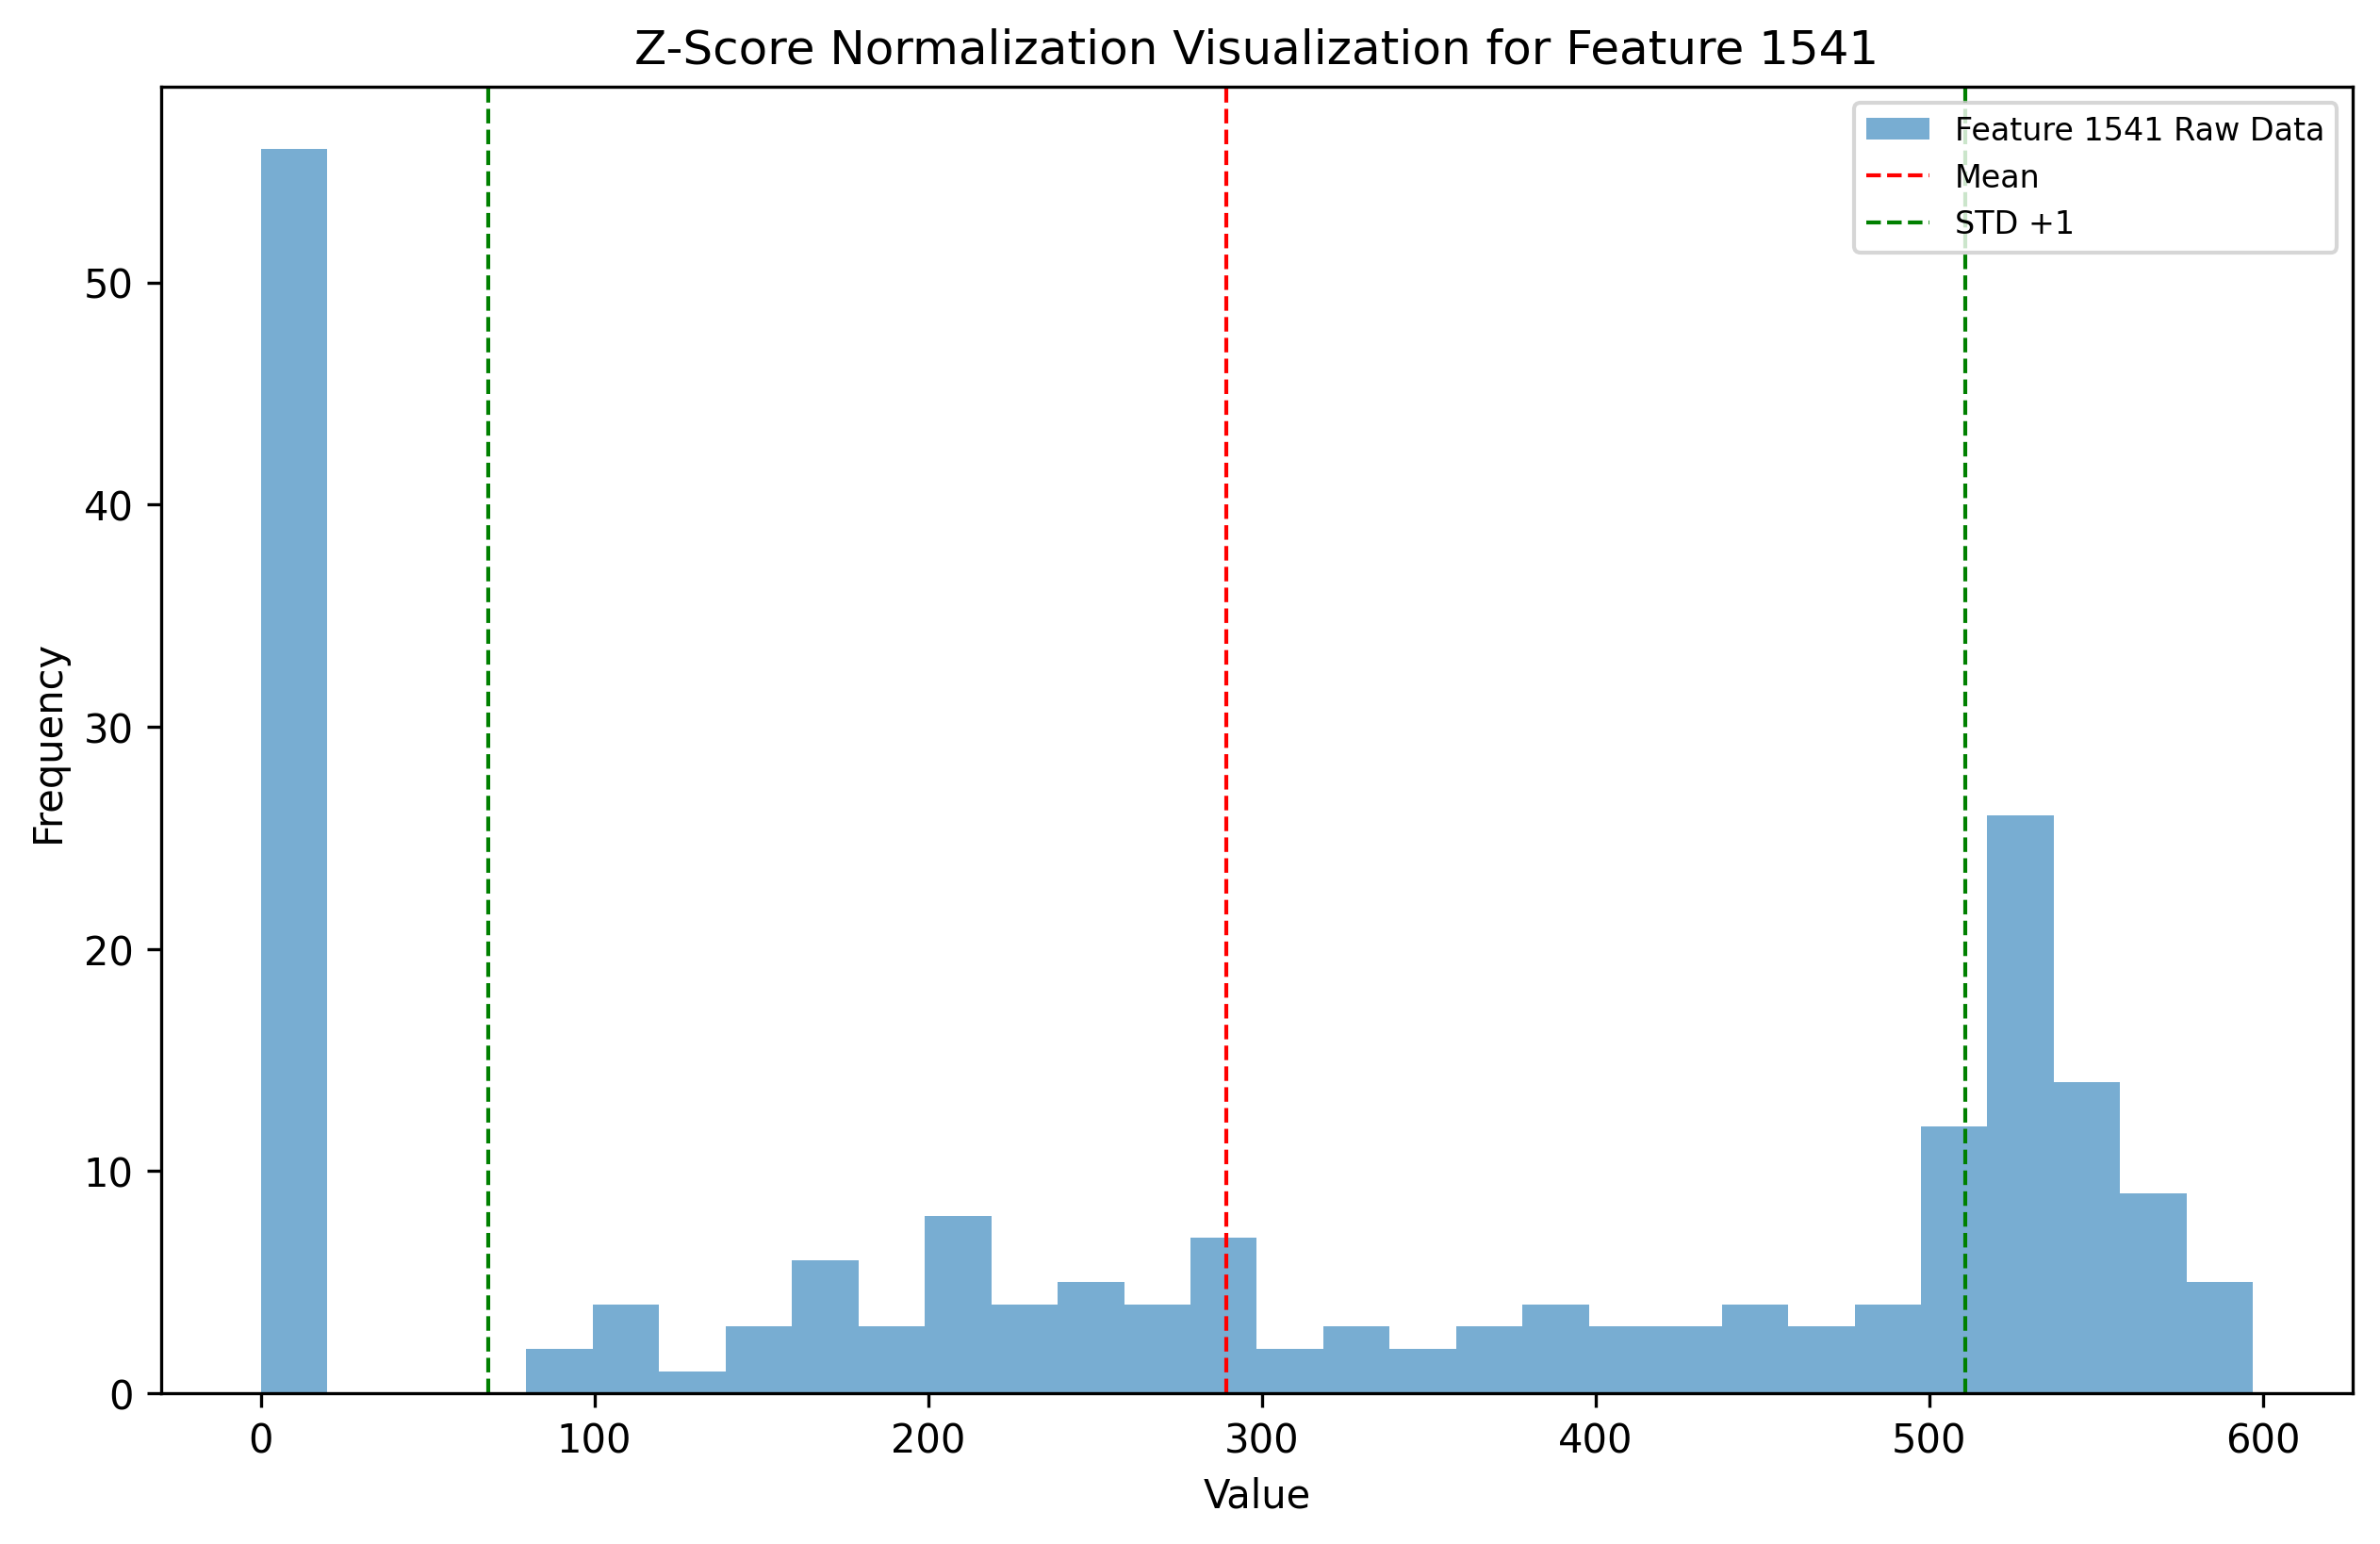 Z-Score Normalization Visualization for Feature 1541
Feature 1541 Raw Data
Mean
STD +1
Frequency
50
40
30
20
10
0
0 100 200 300 400 500 600
Value